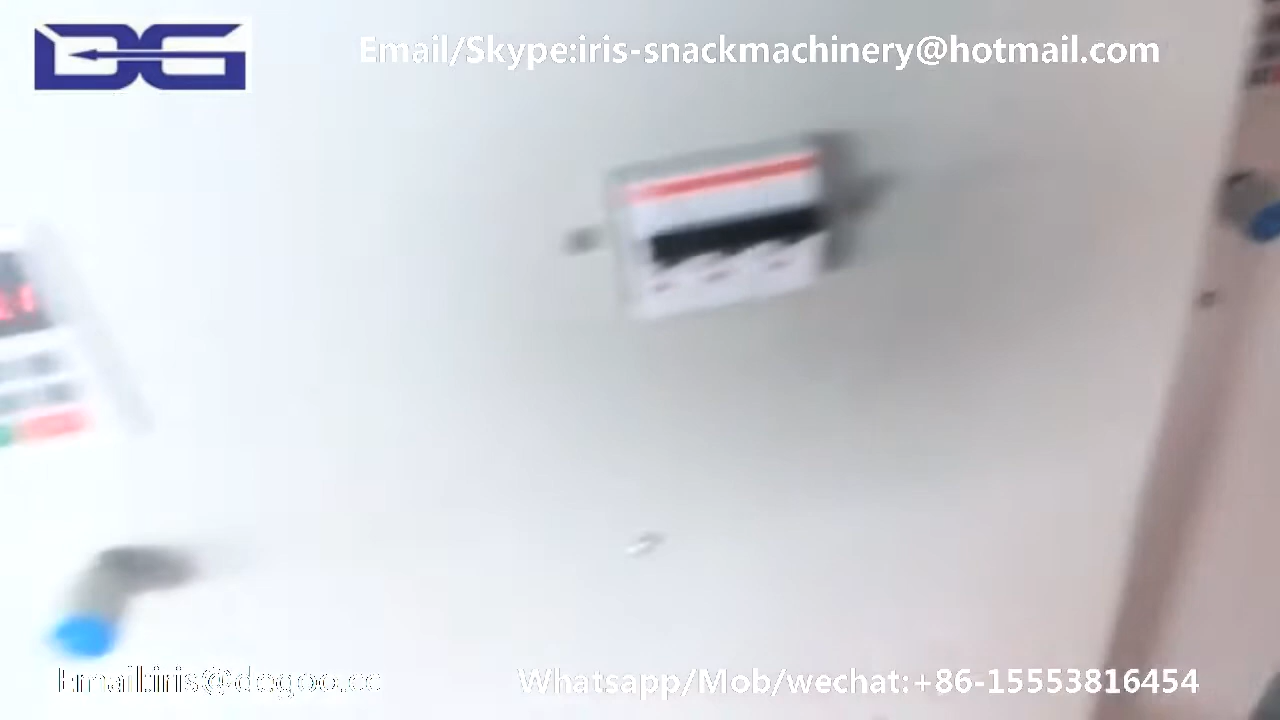 DG
Email/Skype:iris-snackmachinery@hotmail.com
Whatsapp/Mob/wechat:+86-15553816454